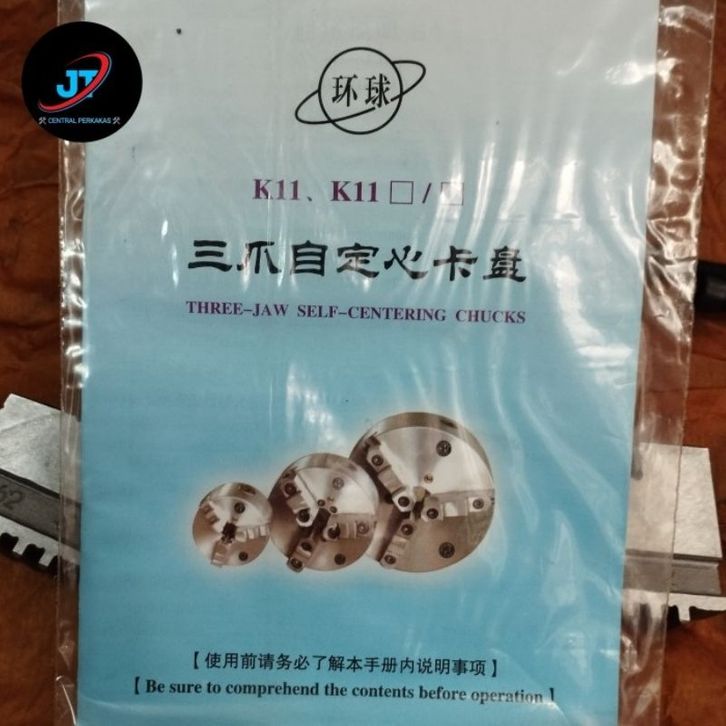 JT
CENTRAL PERKAKAS
环球
K11、K11 □ / □
三爪自定心卡盘
THREE-JAW SELF-CENTERING CHUCKS
62
【使用前请务必了解本手册内说明事项】
【Be sure to comprehend the contents before operation】